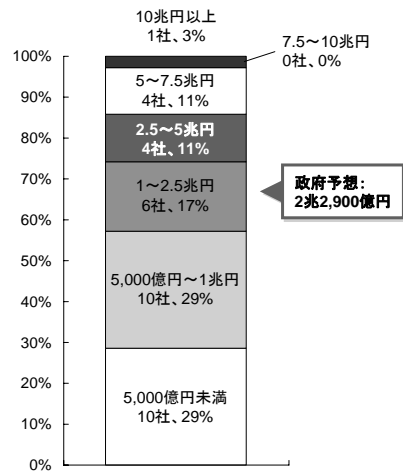 10兆円以上
1社、3%
7.5～10兆円
0社、0%
100%
90%
80%
70%
60%
50%
40%
30%
20%
10%
0%
5～7.5兆円
4社、11%
2.5～5兆円
4社、11%
1～2.5兆円
6社、17%
5,000億円～1兆円
10社、29%
5,000億円未満
10社、29%
政府予想：
2兆2,900億円